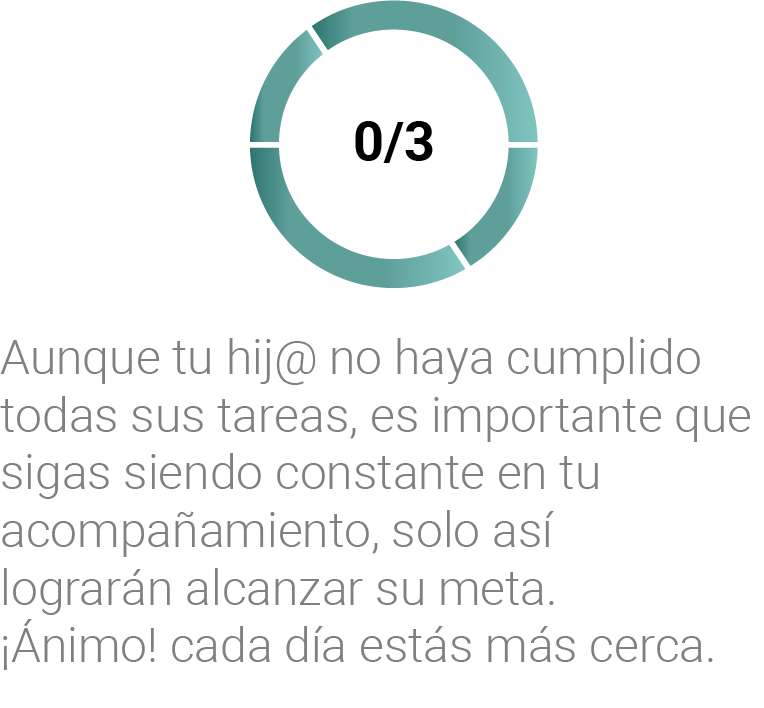 0/3
Aunque tu hij@ no haya cumplido
todas sus tareas, es importante que
sigas siendo constante en tu
acompañamiento, solo así
lograrán alcanzar su meta.
¡Ánimo! cada día estás más cerca.